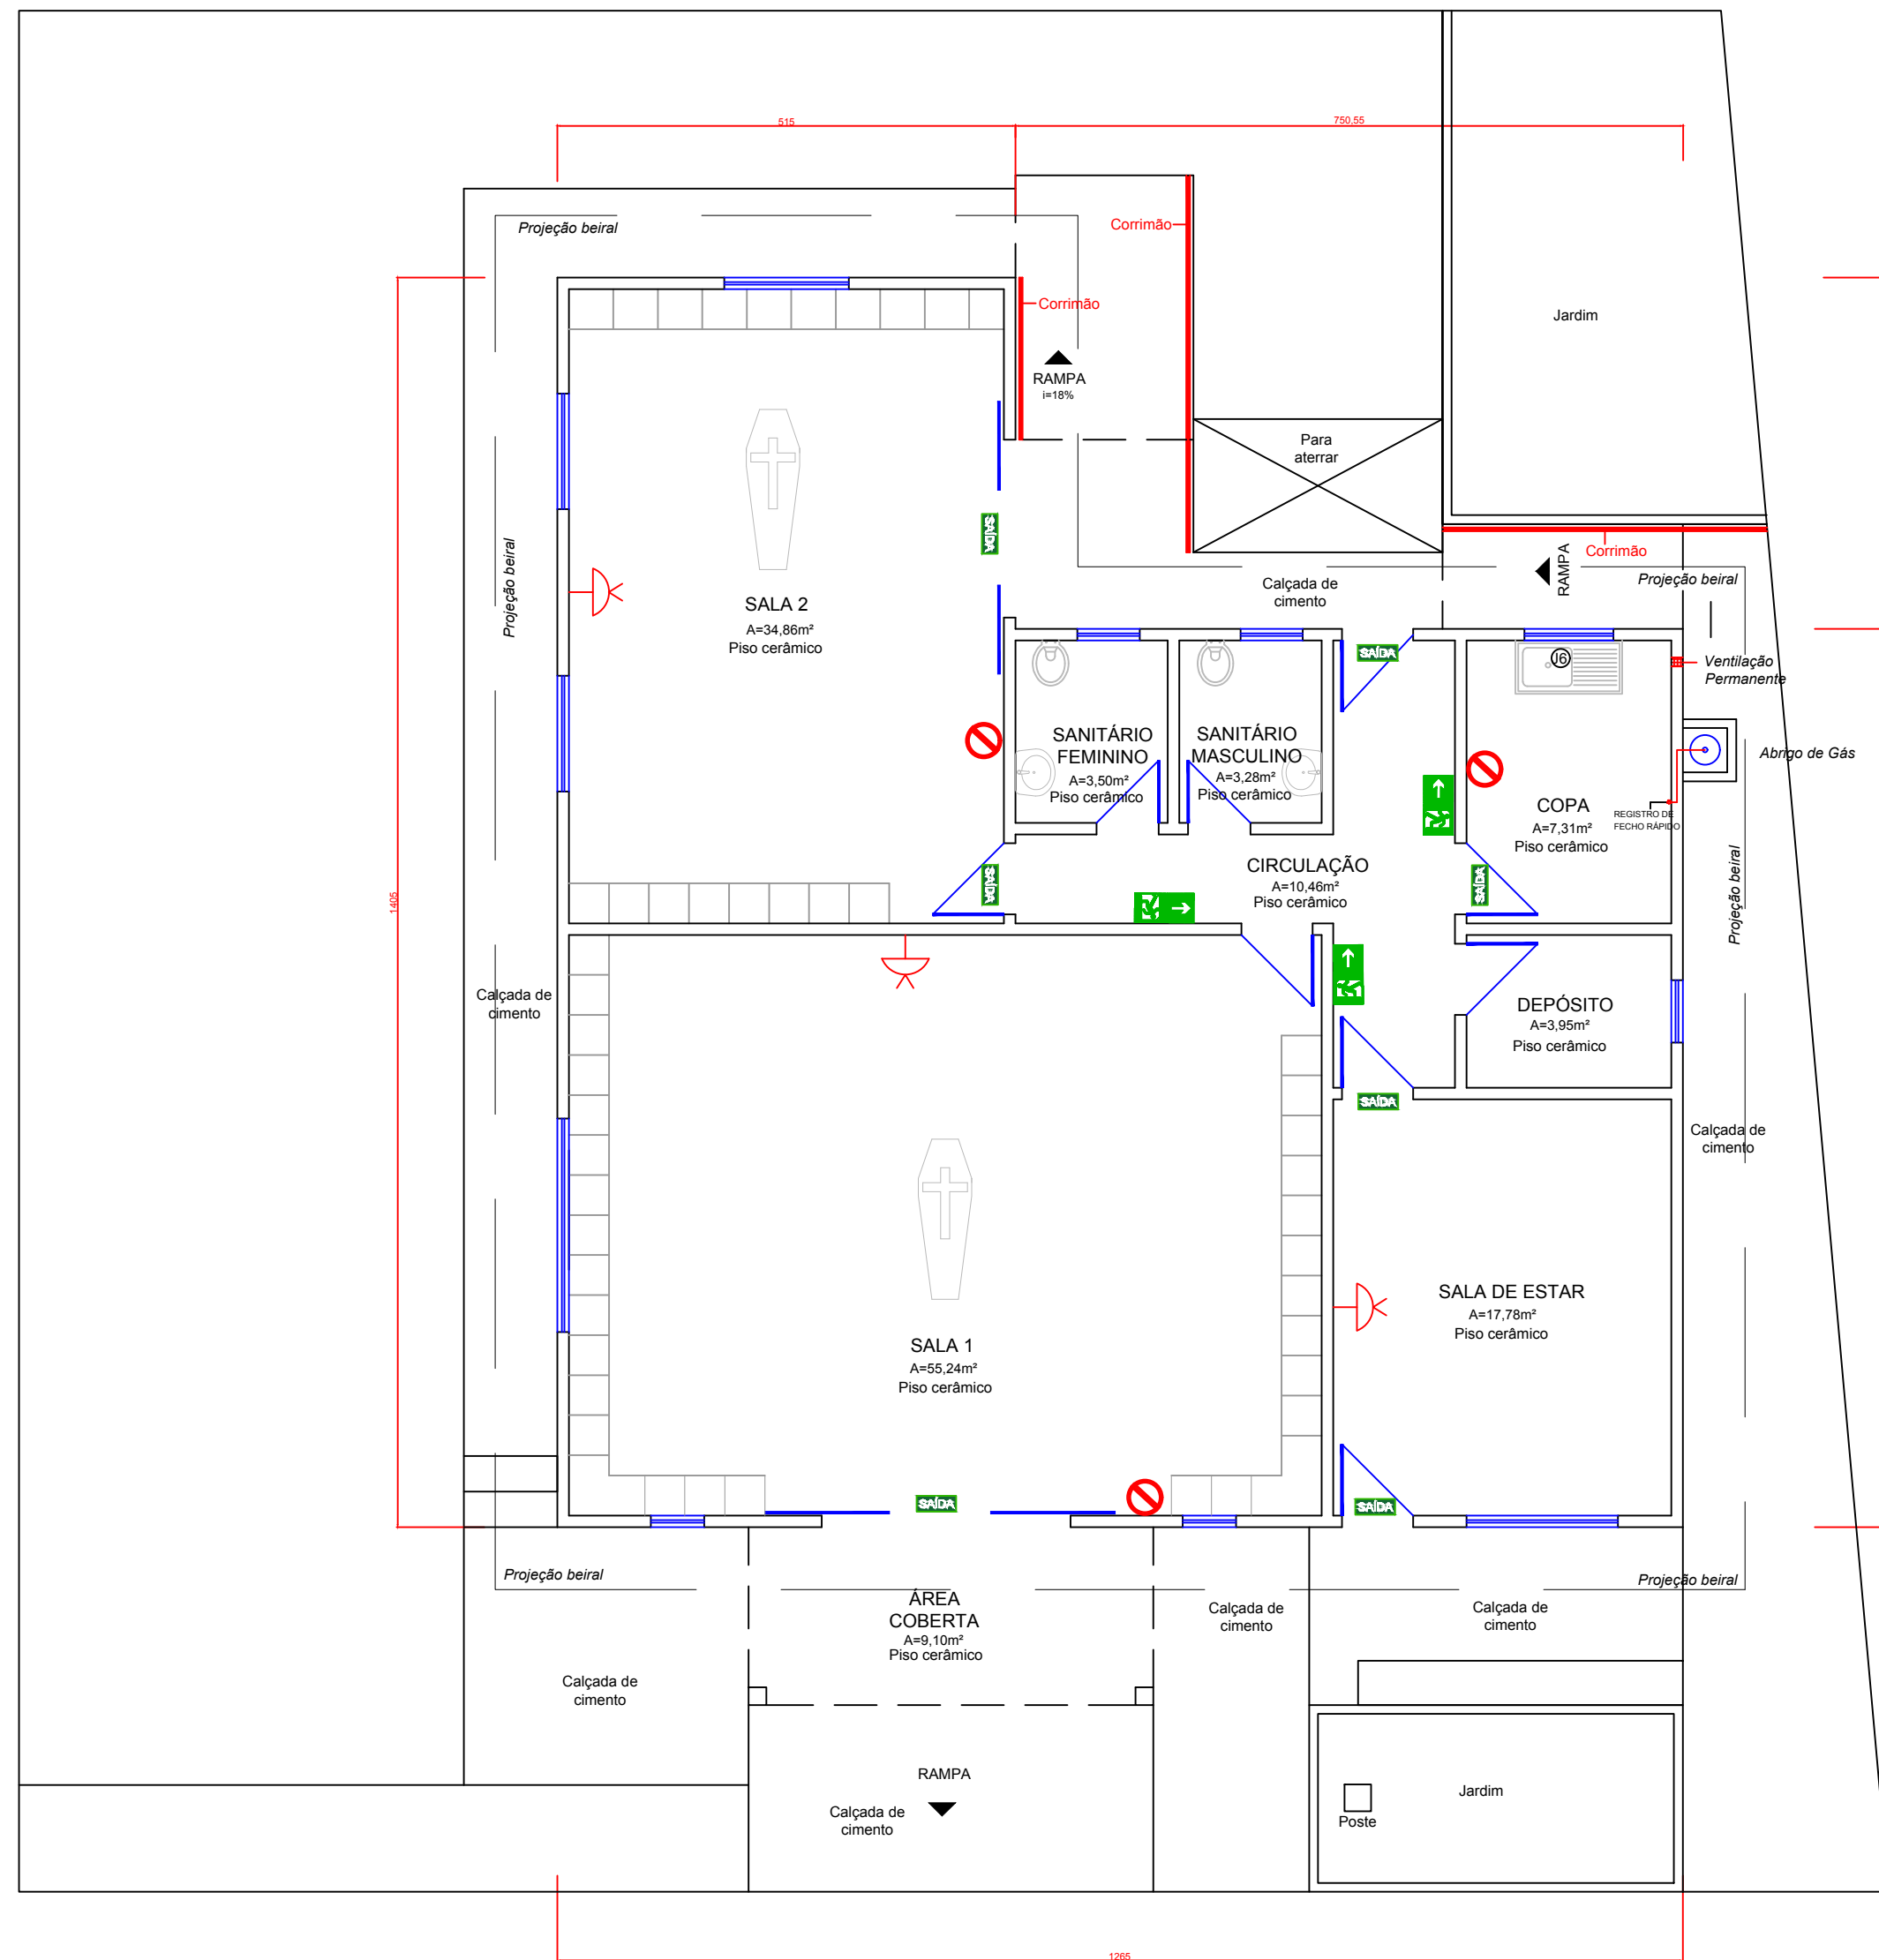 515
750,55
Projeção beiral
Corrimão
Corrimão
Jardim
RAMPA
i=18%
Para
aterrar
SAÍDA
Corrimão
RAMPA
Projeção beiral
Calçada de
cimento
Projeção beiral
SALA 2
A=34,86m²
Piso cerâmico
SAÍDA
J6
Ventilação
Permanente
SANITÁRIO
FEMININO
A=3,50m²
Piso cerâmico
SANITÁRIO
MASCULINO
A=3,28m²
Piso cerâmico
Abrigo de Gás
COPA
A=7,31m²
Piso cerâmico
REGISTRO DE
FECHO RÁPIDO
CIRCULAÇÃO
A=10,46m²
Piso cerâmico
SAÍDA
SAÍDA
1405
Projeção beiral
Calçada de
cimento
DEPÓSITO
A=3,95m²
Piso cerâmico
SAÍDA
Calçada de
cimento
SALA DE ESTAR
A=17,78m²
Piso cerâmico
SALA 1
A=55,24m²
Piso cerâmico
SAÍDA
SAÍDA
Projeção beiral
Projeção beiral
ÁREA
COBERTA
A=9,10m²
Piso cerâmico
Calçada de
cimento
Calçada de
cimento
Calçada de
cimento
RAMPA
Calçada de
cimento
Jardim
Poste
1265